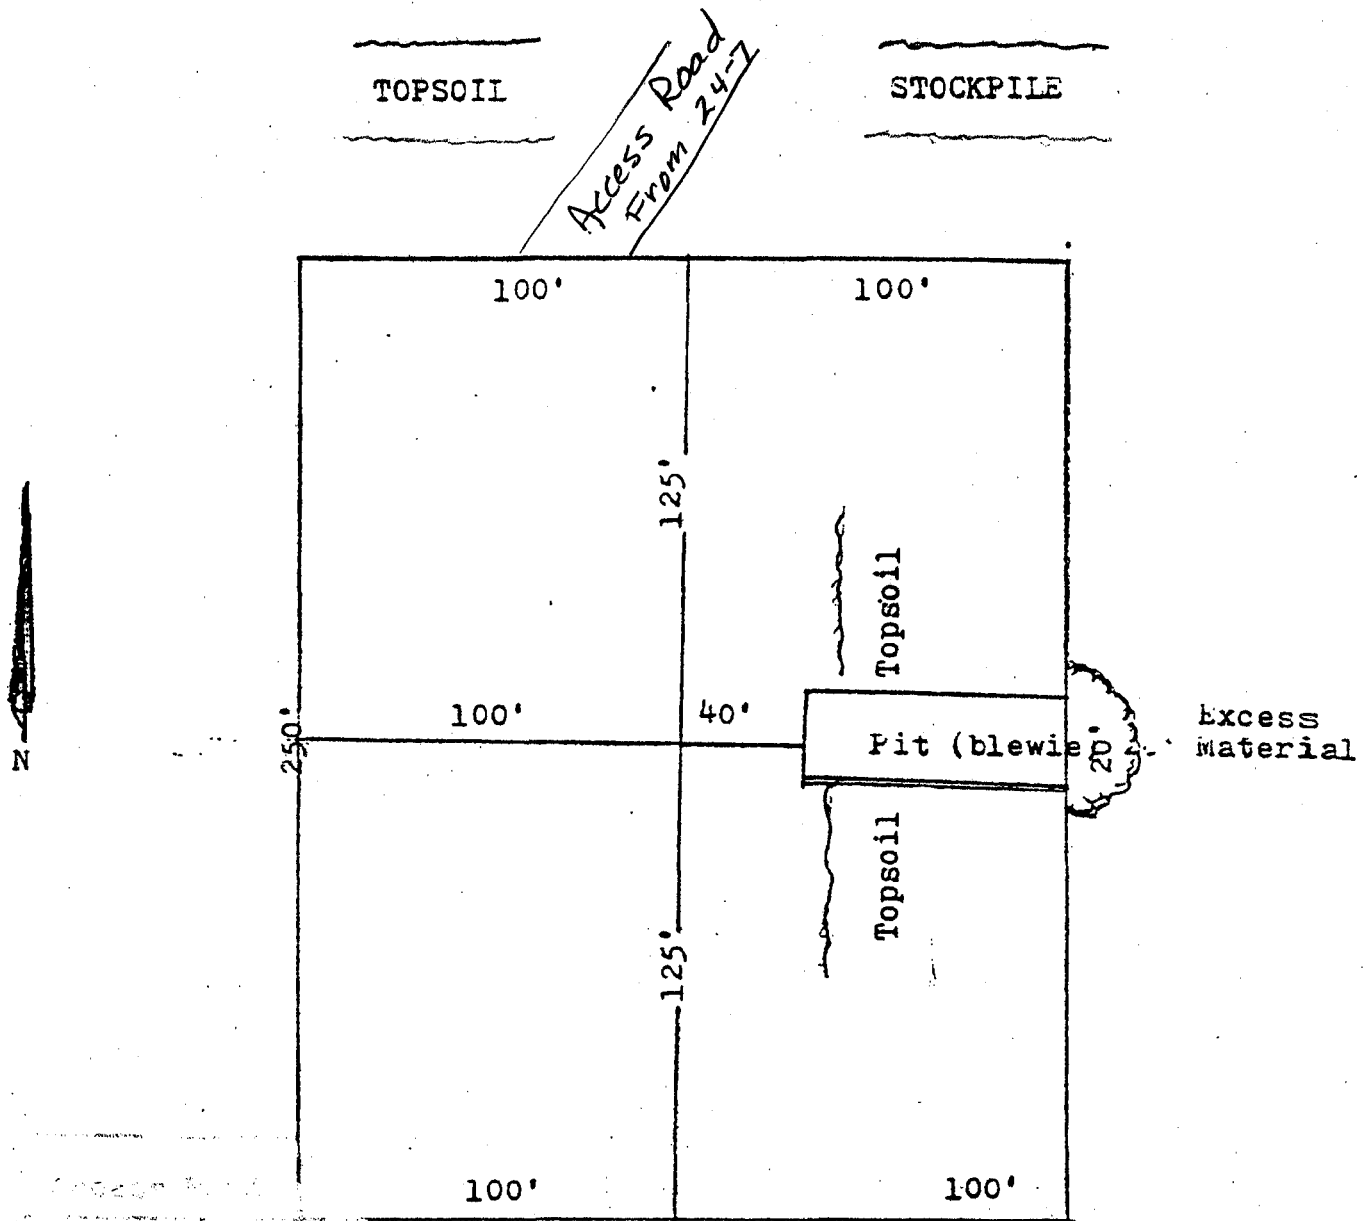 TOPSOIL
Access Road
From 24-7
STOCKPILE
100'
100'
125'
Topsoil
250'
100'
40'
Pit (blewie
20'
Excess
Material
N
Topsoil
125'
100'
100'